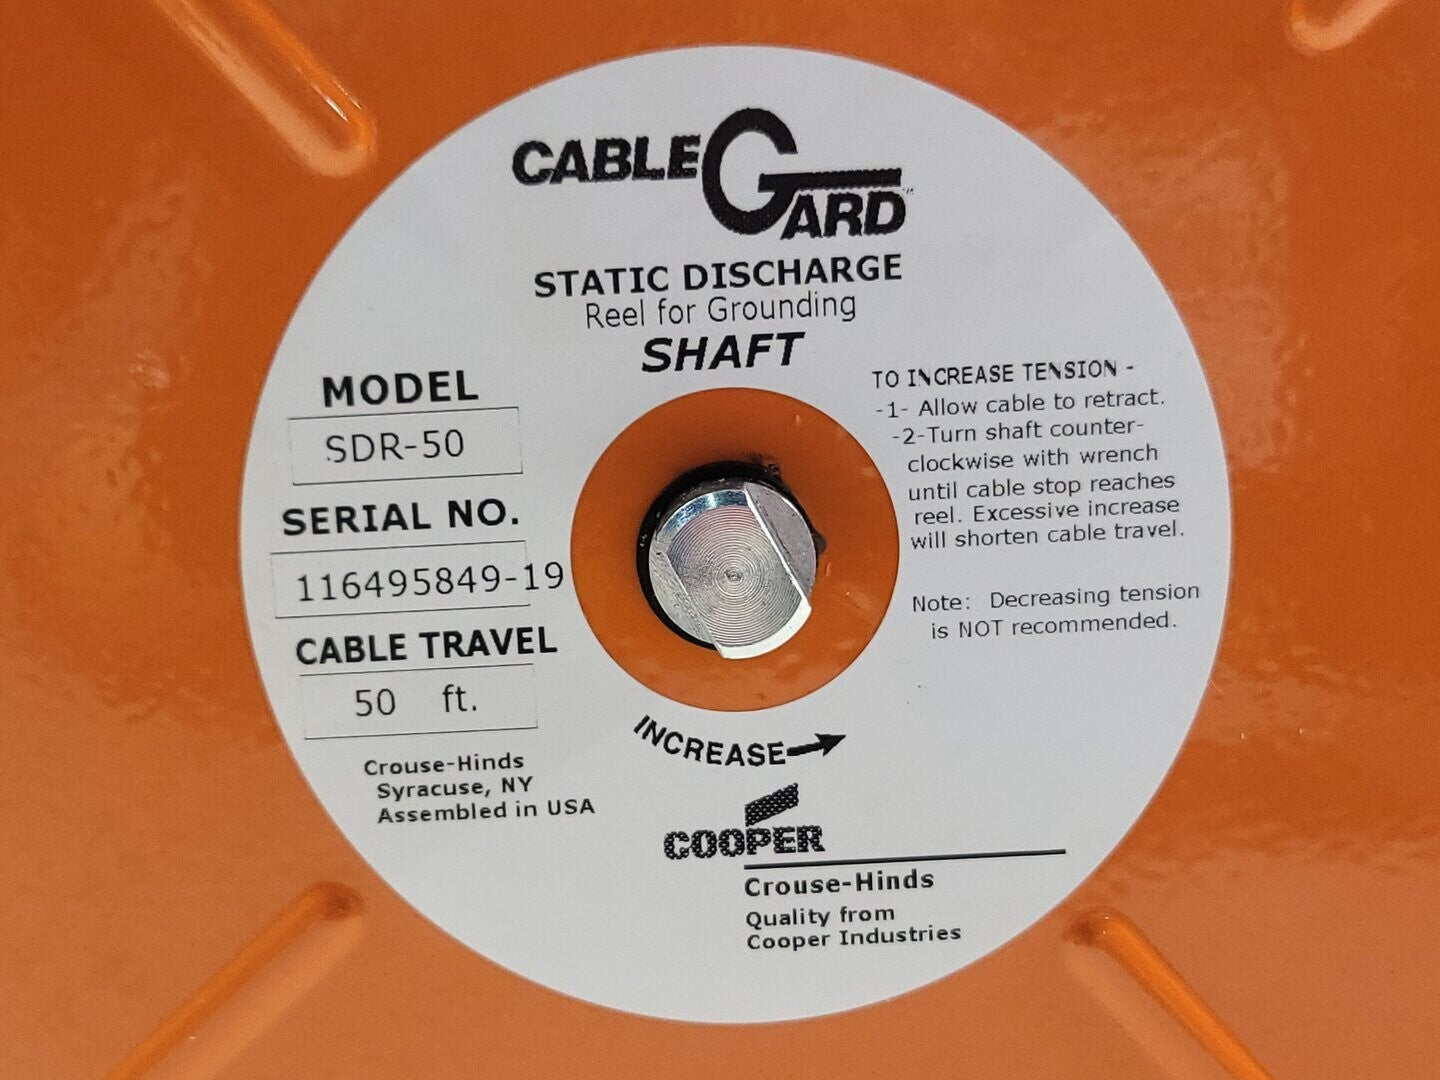 CABLEGARD™
STATIC DISCHARGE
Reel for Grounding
SHAFT
MODEL
SDR-50
SERIAL NO.
116495849-19
CABLE TRAVEL
50 ft.
Crouse-Hinds
Syracuse, NY
Assembled in USA
TO INCREASE TENSION -
-1- Allow cable to retract.
-2-Turn shaft counter-
clockwise with wrench
until cable stop reaches
reel. Excessive increase
will shorten cable travel.
Note: Decreasing tension
is NOT recommended.
INCREASE
COOPER
Crouse-Hinds
Quality from
Cooper Industries